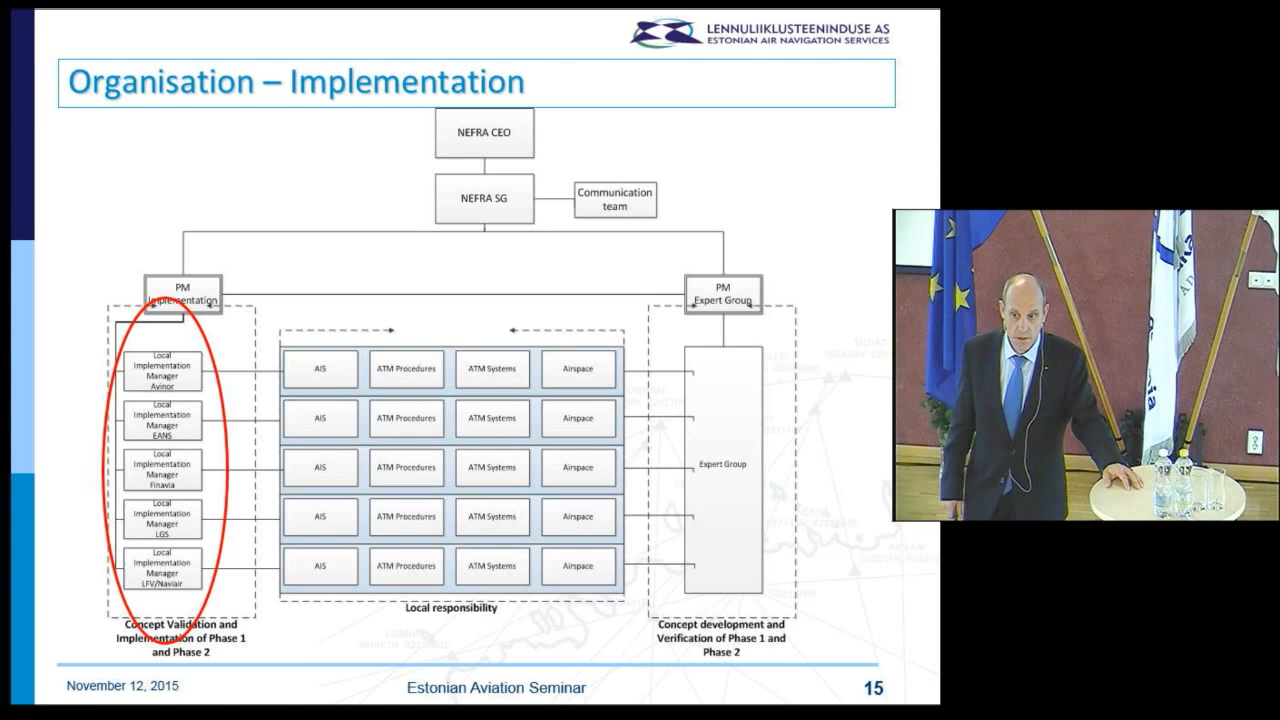 LENNULIIKLUSTEENINDUSE AS
ESTONIAN AIR NAVIGATION SERVICES
Organisation – Implementation
NEFRA CEO
NEFRA SG
Communication
team
PM
Implementation
PM
Expert Group
Local
Implementation
Manager
Avinor
AIS
ATM Procedures
ATM Systems
Airspace
Local
Implementation
Manager
EANS
AIS
ATM Procedures
ATM Systems
Airspace
Local
Implementation
Manager
Finavia
AIS
ATM Procedures
ATM Systems
Airspace
Expert Group
Local
Implementation
Manager
LGS
AIS
ATM Procedures
ATM Systems
Airspace
Local
Implementation
Manager
LFV/Naviair
AIS
ATM Procedures
ATM Systems
Airspace
Local responsibility
Concept Validation and
Implementation of Phase 1
and Phase 2
Concept development and
Verification of Phase 1 and
Phase 2
TALLINN
November 12, 2015
Estonian Aviation Seminar
15